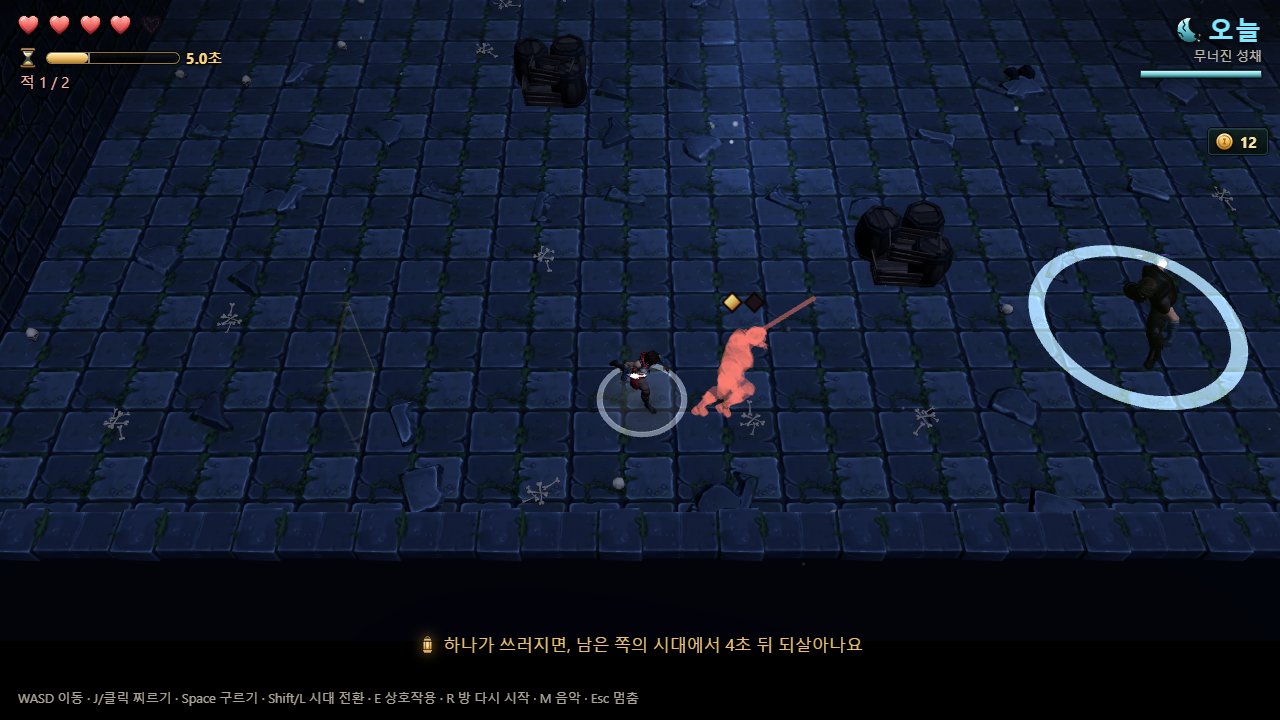 5.0초
적 1 / 2
오늘
무너진 성채
12
하나가 쓰러지면, 남은 쪽의 시대에서 4초 뒤 되살아나요
WASD 이동 · J/클릭 찌르기 · Space 구르기 · Shift/L 시대 전환 · E 상호작용 · R 방 다시 시작 · M 음악 · Esc 멈춤